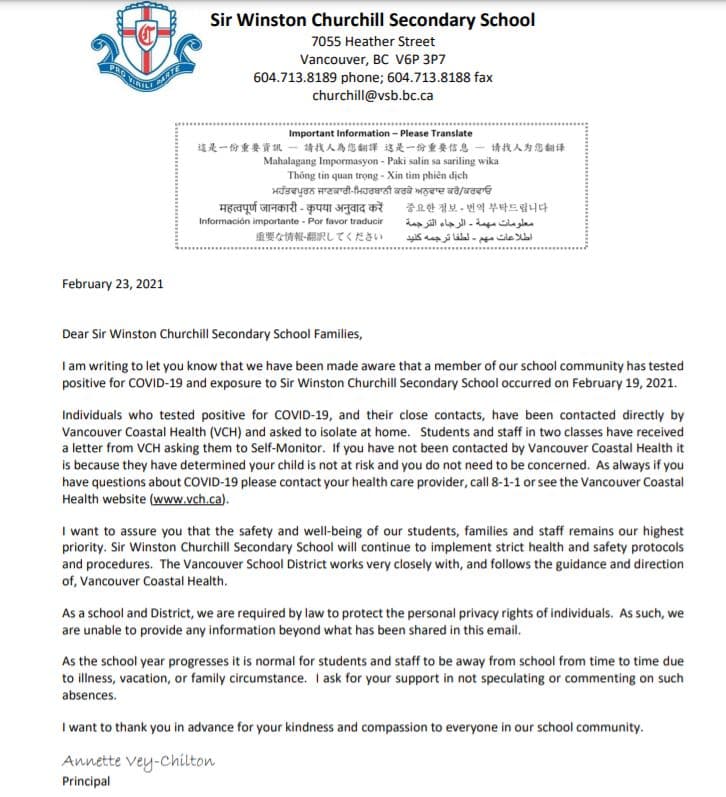 PRO VIRILI PARTE
Sir Winston Churchill Secondary School
7055 Heather Street
Vancouver, BC V6P 3P7
604.713.8189 phone; 604.713.8188 fax
churchill@vsb.bc.ca
Important Information – Please Translate
這是一份重要資訊 — 請找人為您翻譯 这是一份重要信息 — 请找人为您翻译
Mahalagang Impormasyon - Paki salin sa sariling wika
Thông tin quan trọng - Xin tìm phiên dịch
ਮਹੱਤਵਪੂਰਨ ਜਾਣਕਾਰੀ-ਮਿਹਰਬਾਨੀ ਕਰਕੇ ਅਨੁਵਾਦ ਕਰੋ/ਕਰਵਾਓ
महत्वपूर्ण जानकारी - कृपया अनुवाद करें 중요한 정보 - 번역 부탁드립니다
Información importante - Por favor traducir معلومات مهمة - الرجاء الترجمة
重要な情報-翻訳してください اطلاعات مهم - لطفا ترجمه کنید
February 23, 2021
Dear Sir Winston Churchill Secondary School Families,
I am writing to let you know that we have been made aware that a member of our school community has tested
positive for COVID-19 and exposure to Sir Winston Churchill Secondary School occurred on February 19, 2021.
Individuals who tested positive for COVID-19, and their close contacts, have been contacted directly by
Vancouver Coastal Health (VCH) and asked to isolate at home. Students and staff in two classes have received
a letter from VCH asking them to Self-Monitor. If you have not been contacted by Vancouver Coastal Health it
is because they have determined your child is not at risk and you do not need to be concerned. As always if you
have questions about COVID-19 please contact your health care provider, call 8-1-1 or see the Vancouver Coastal
Health website (www.vch.ca).
I want to assure you that the safety and well-being of our students, families and staff remains our highest
priority. Sir Winston Churchill Secondary School will continue to implement strict health and safety protocols
and procedures. The Vancouver School District works very closely with, and follows the guidance and direction
of, Vancouver Coastal Health.
As a school and District, we are required by law to protect the personal privacy rights of individuals. As such, we
are unable to provide any information beyond what has been shared in this email.
As the school year progresses it is normal for students and staff to be away from school from time to time due
to illness, vacation, or family circumstance. I ask for your support in not speculating or commenting on such
absences.
I want to thank you in advance for your kindness and compassion to everyone in our school community.
Annette Vey-Chilton
Principal